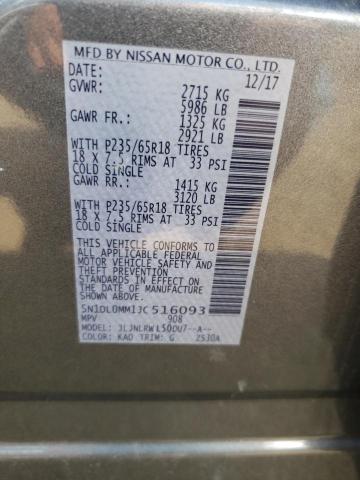 MFD BY NISSAN MOTOR CO., LTD.
DATE: 12/17
GVWR: 2715 KG
5986 LB
GAWR FR.: 1325 KG
2921 LB
WITH P235/65R18 TIRES
18 X 7.5 RIMS AT 33 PSI
COLD SINGLE
GAWR RR.: 1415 KG
3120 LB
WITH P235/65R18 TIRES
18 X 7.5 RIMS AT 33 PSI
COLD SINGLE
THIS VEHICLE CONFORMS TO
ALL APPLICABLE U.S. FEDERAL
MOTOR VEHICLE SAFETY AND
THEFT PREVENTION
STANDARDS IN EFFECT ON
THE DATE OF MANUFACTURE
SHOWN ABOVE.
5N1DL0MM1JC516093
MPV 908
MODEL: JLJNLRWL50DU7--A--
COLOR: KAD TRIM: G 2530A